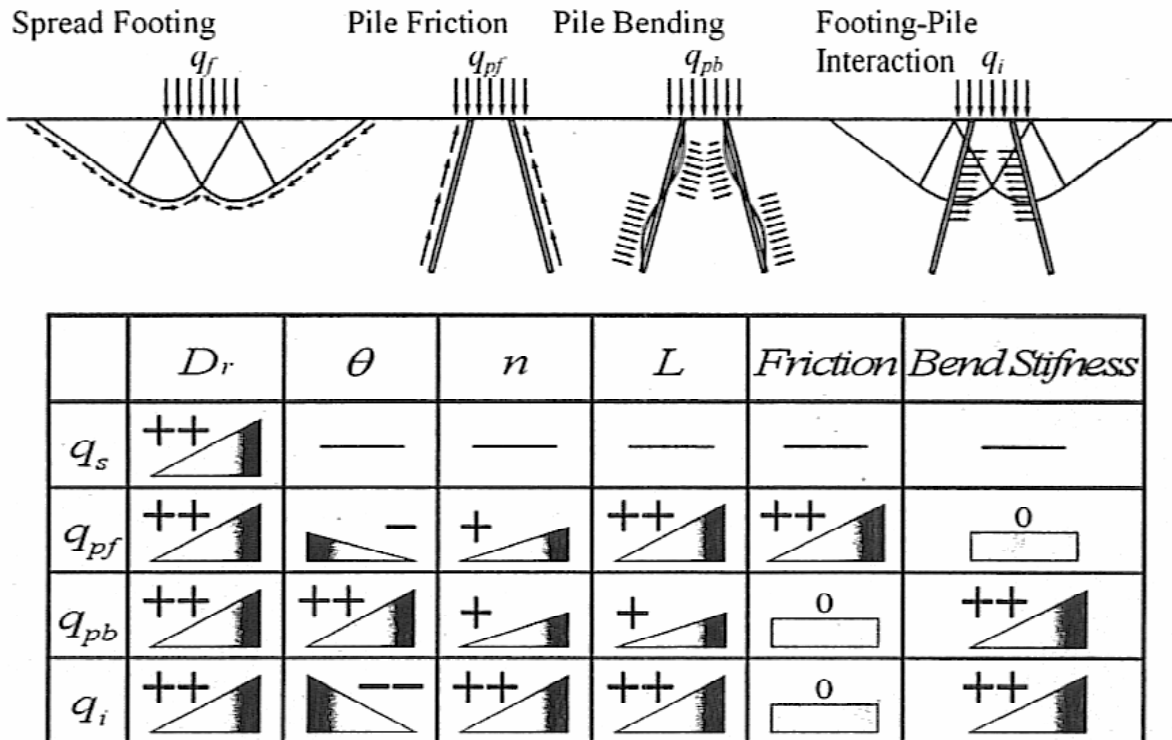 Spread Footing Pile Friction Pile Bending Footing-Pile
Interaction
q_f q_pf q_pb q_i
D_r θ n L Friction Bend Stifness
q_s ++ — — — — —
q_pf ++ − + ++ ++ 0
q_pb ++ ++ + + 0 ++
q_i ++ −− ++ ++ 0 ++